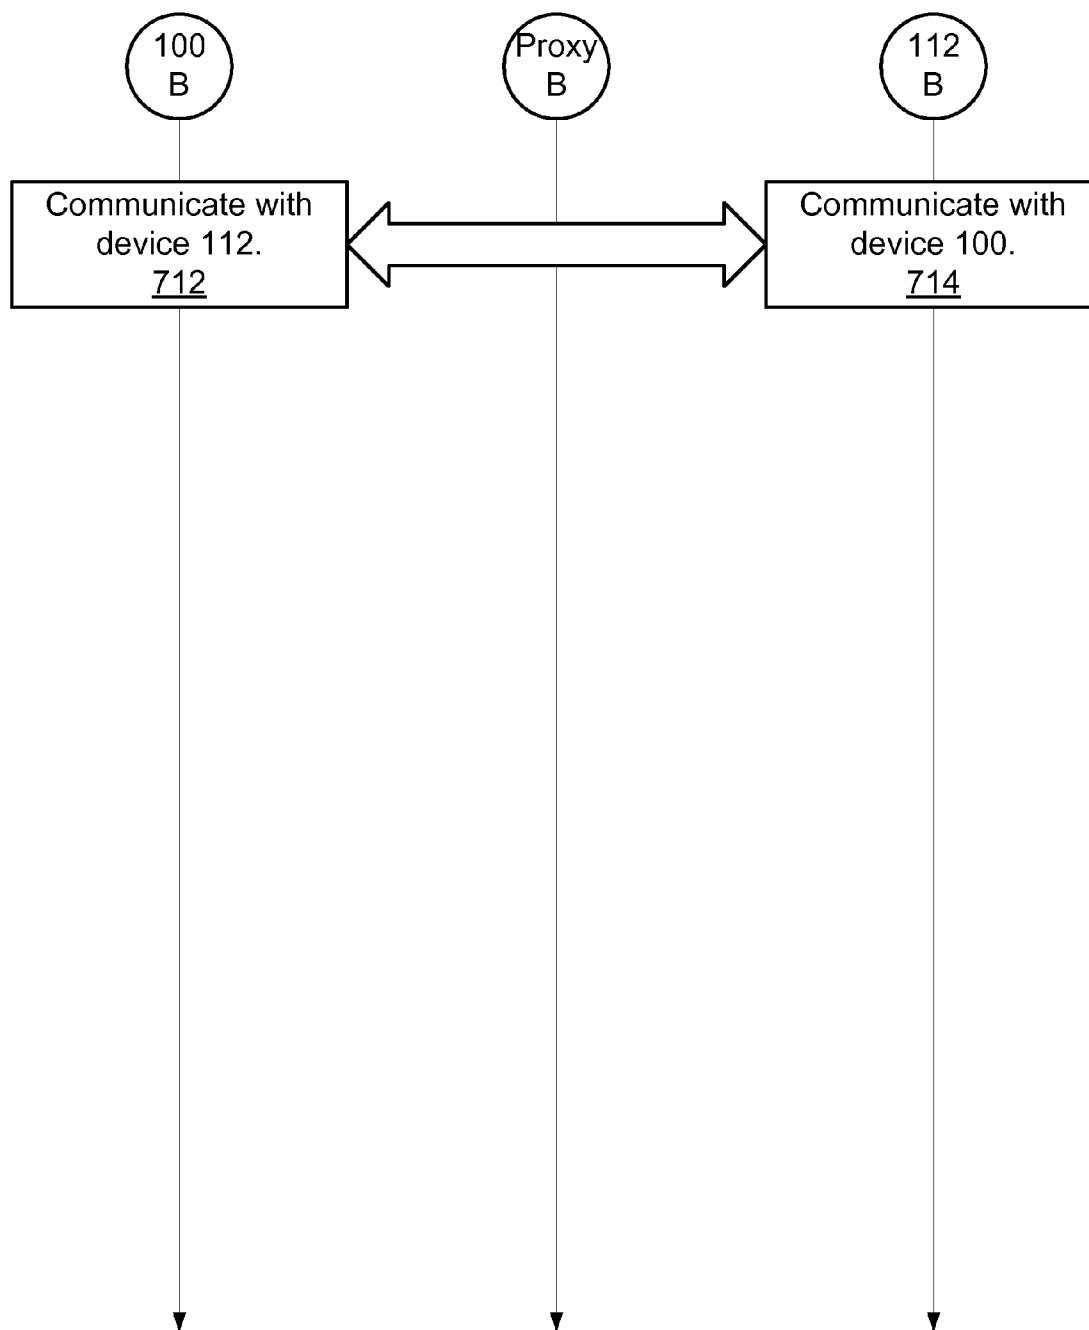 100
B
Proxy
B
112
B
Communicate with
device 112.
712
Communicate with
device 100.
714